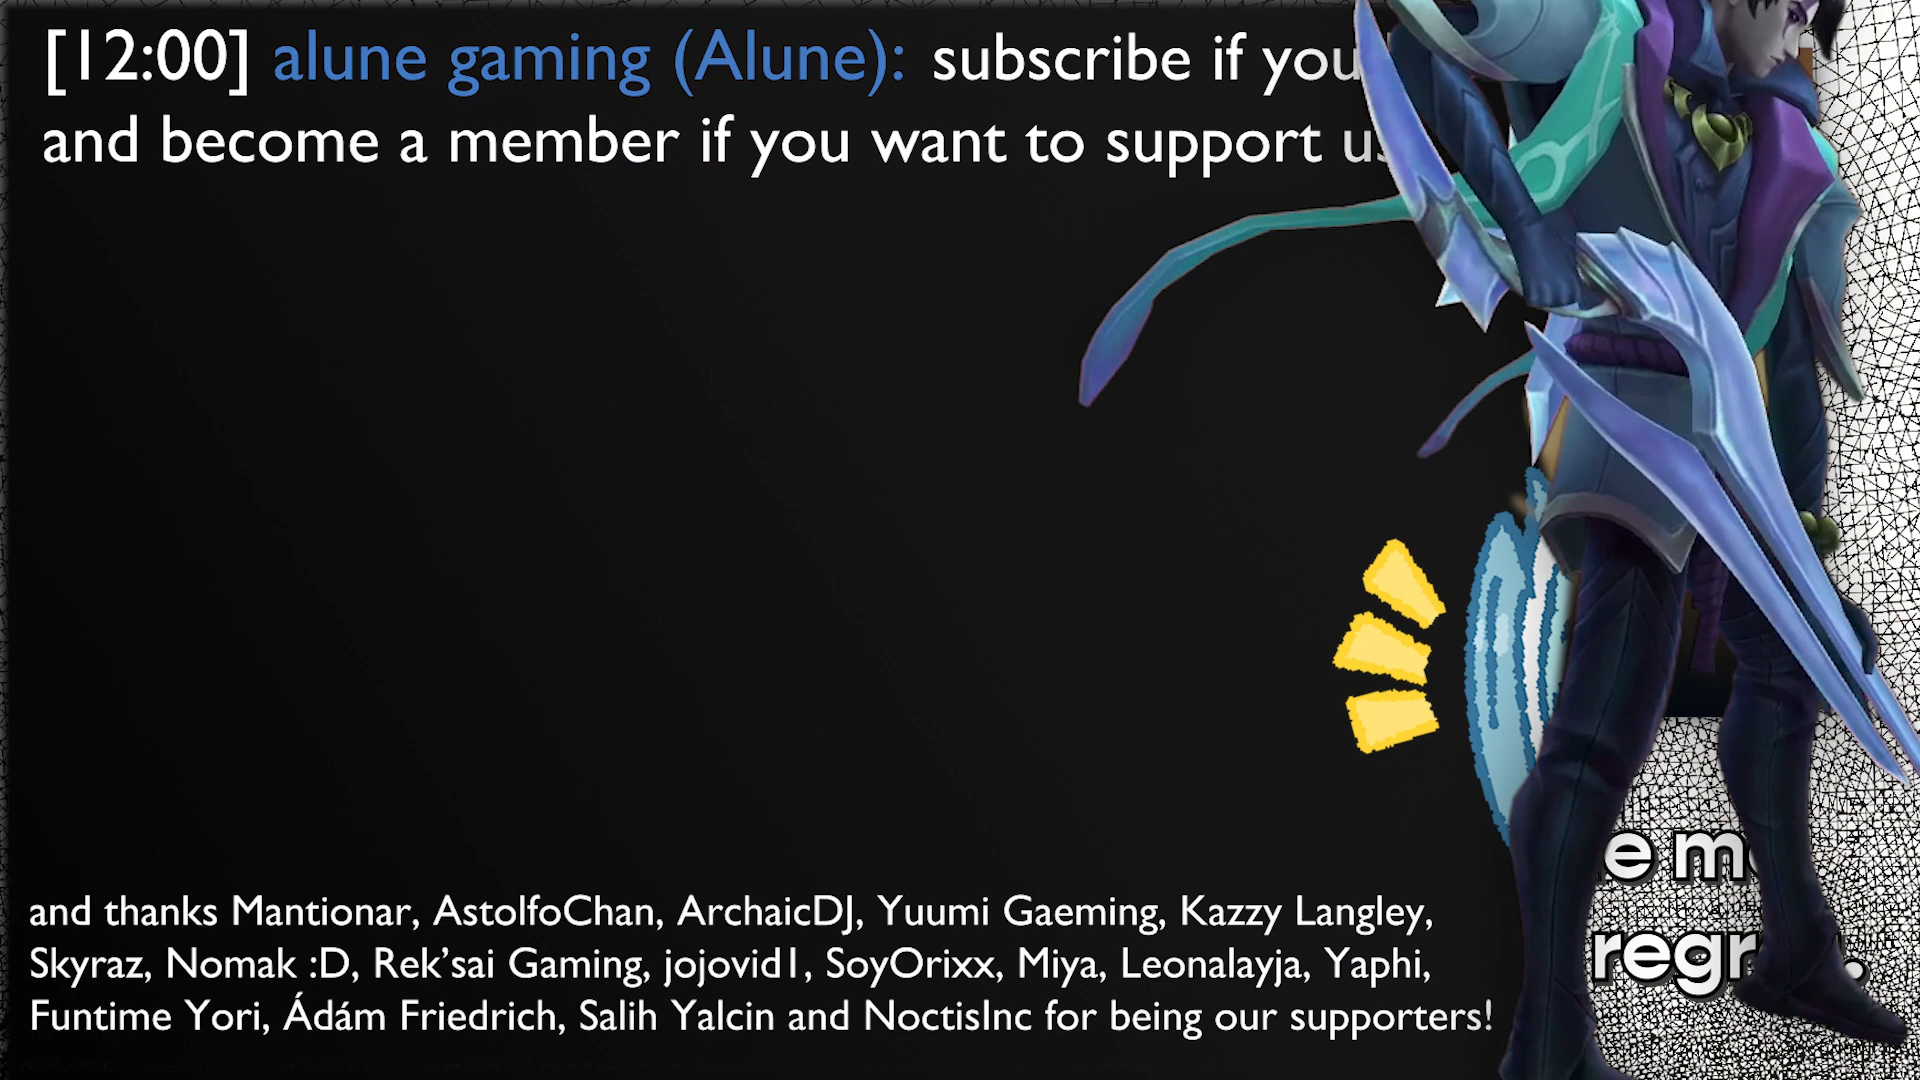 [12:00] alune gaming (Alune): subscribe if you
and become a member if you want to support us
and thanks Mantionar, AstolfoChan, ArchaicDJ, Yuumi Gaeming, Kazzy Langley,
Skyraz, Nomak :D, Rek’sai Gaming, jojovid1, SoyOrixx, Miya, Leonalayja, Yaphi,
Funtime Yori, Ádám Friedrich, Salih Yalcin and NoctisInc for being our supporters!